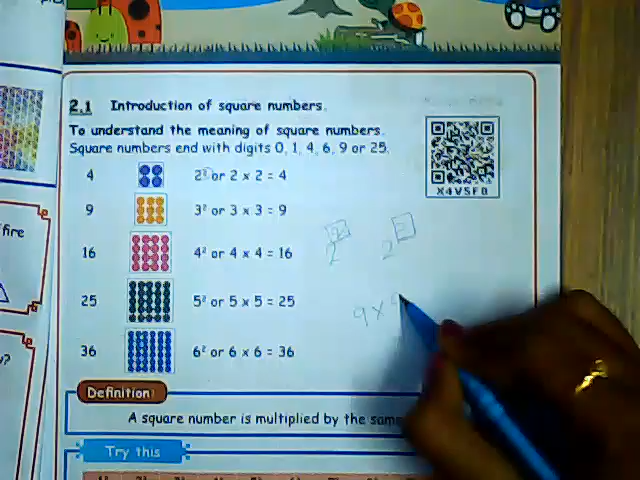 2.1 Introduction of square numbers.
To understand the meaning of square numbers.
Square numbers end with digits 0, 1, 4, 6, 9 or 25.
X4V5F8
4 2² or 2 x 2 = 4
9 3² or 3 x 3 = 9
16 4² or 4 x 4 = 16
25 5² or 5 x 5 = 25
36 6² or 6 x 6 = 36
9 x
fire
y?
Definition
A square number is multiplied by the same
Try this